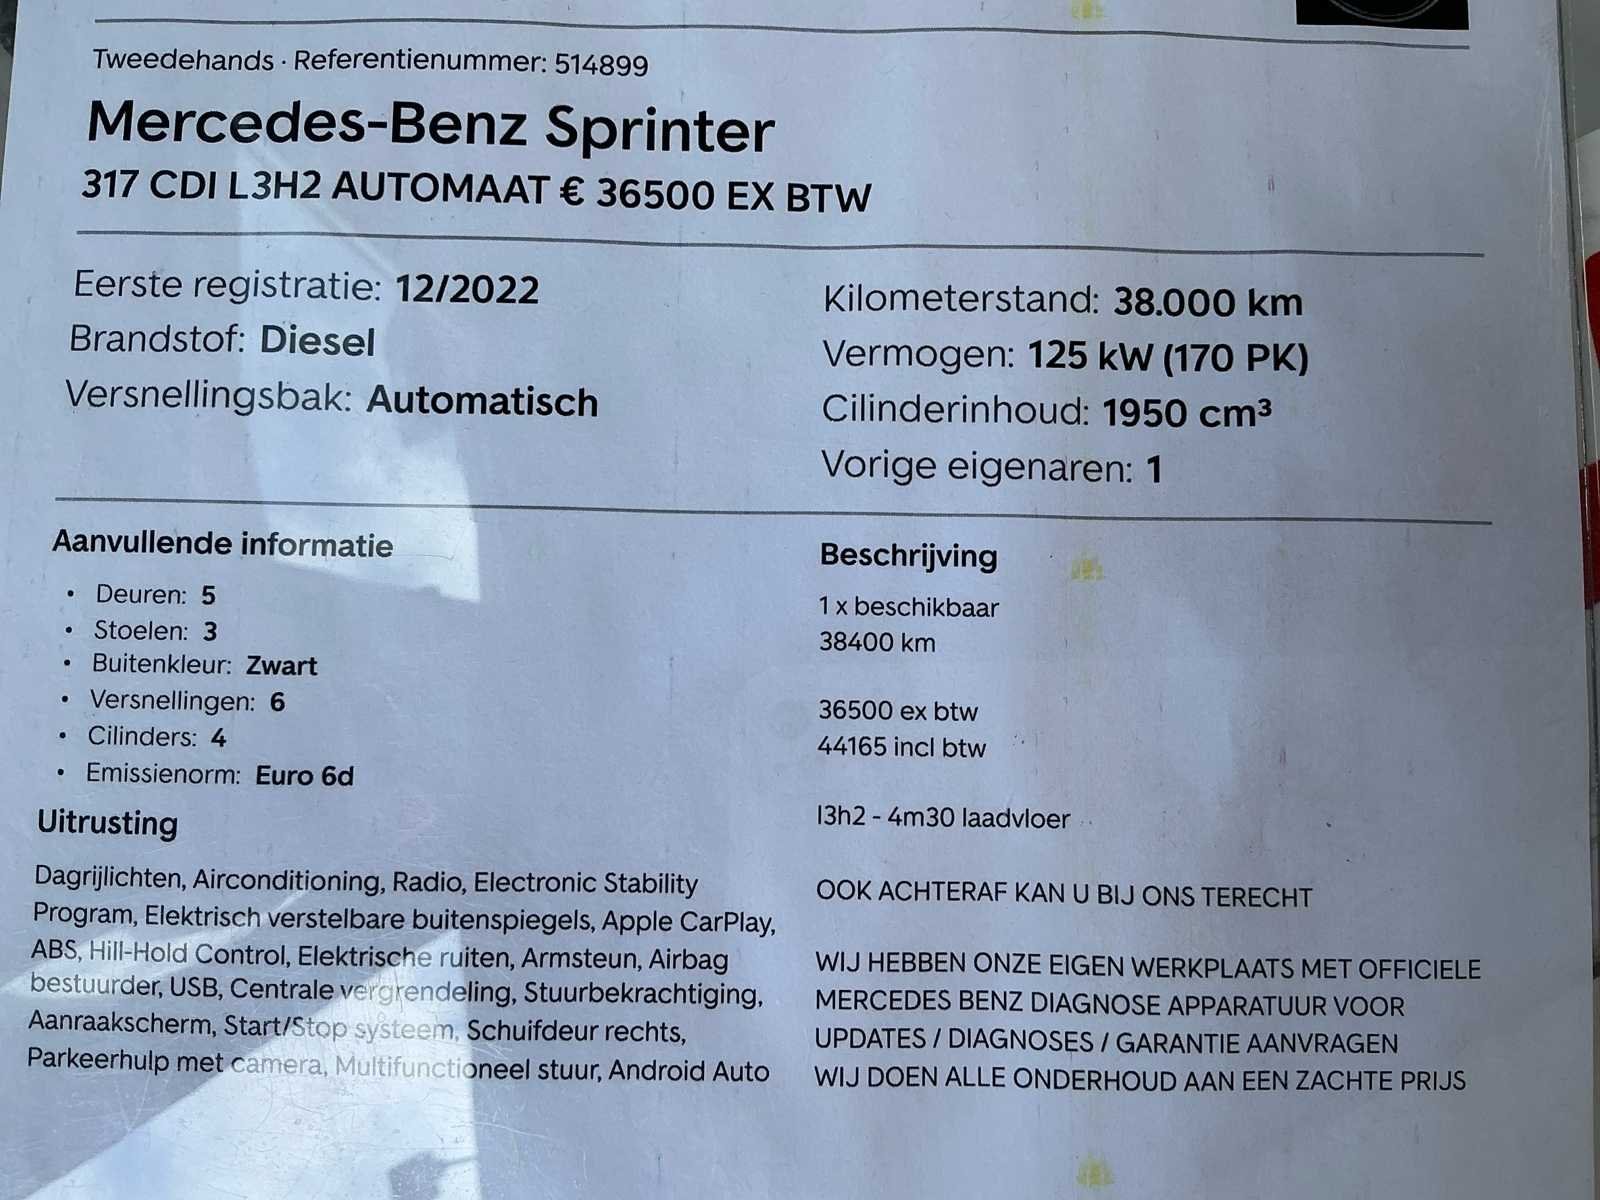 Tweedehands · Referentienummer: 514899
Mercedes-Benz Sprinter
317 CDI L3H2 AUTOMAAT € 36500 EX BTW
Eerste registratie: 12/2022
Brandstof: Diesel
Versnellingsbak: Automatisch
Kilometerstand: 38.000 km
Vermogen: 125 kW (170 PK)
Cilinderinhoud: 1950 cm³
Vorige eigenaren: 1
Aanvullende informatie
• Deuren: 5
• Stoelen: 3
• Buitenkleur: Zwart
• Versnellingen: 6
• Cilinders: 4
• Emissienorm: Euro 6d
Uitrusting
Dagrijlichten, Airconditioning, Radio, Electronic Stability
Program, Elektrisch verstelbare buitenspiegels, Apple CarPlay,
ABS, Hill-Hold Control, Elektrische ruiten, Armsteun, Airbag
bestuurder, USB, Centrale vergrendeling, Stuurbekrachtiging,
Aanraakscherm, Start/Stop systeem, Schuifdeur rechts,
Parkeerhulp met camera, Multifunctioneel stuur, Android Auto
Beschrijving
1 x beschikbaar
38400 km
36500 ex btw
44165 incl btw
l3h2 - 4m30 laadvloer
OOK ACHTERAF KAN U BIJ ONS TERECHT
WIJ HEBBEN ONZE EIGEN WERKPLAATS MET OFFICIELE
MERCEDES BENZ DIAGNOSE APPARATUUR VOOR
UPDATES / DIAGNOSES / GARANTIE AANVRAGEN
WIJ DOEN ALLE ONDERHOUD AAN EEN ZACHTE PRIJS